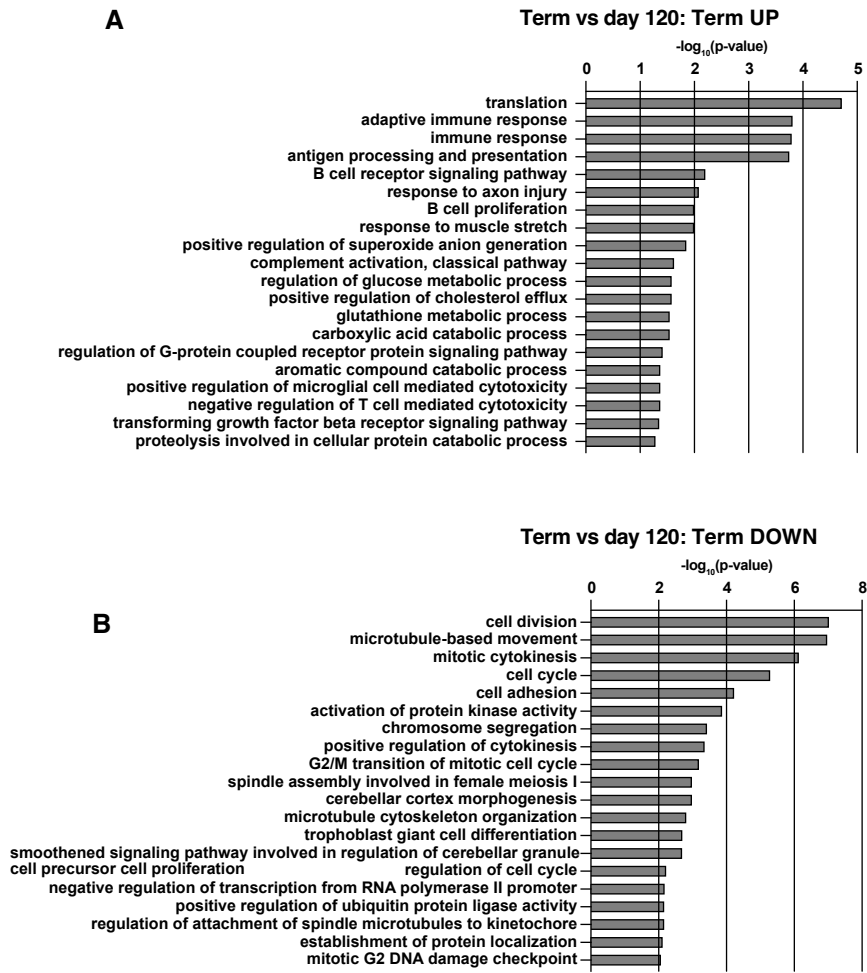 A
Term vs day 120: Term UP
-log10(p-value)
0 1 2 3 4 5
translation
adaptive immune response
immune response
antigen processing and presentation
B cell receptor signaling pathway
response to axon injury
B cell proliferation
response to muscle stretch
positive regulation of superoxide anion generation
complement activation, classical pathway
regulation of glucose metabolic process
positive regulation of cholesterol efflux
glutathione metabolic process
carboxylic acid catabolic process
regulation of G-protein coupled receptor protein signaling pathway
aromatic compound catabolic process
positive regulation of microglial cell mediated cytotoxicity
negative regulation of T cell mediated cytotoxicity
transforming growth factor beta receptor signaling pathway
proteolysis involved in cellular protein catabolic process
Term vs day 120: Term DOWN
-log10(p-value)
0 2 4 6 8
B
cell division
microtubule-based movement
mitotic cytokinesis
cell cycle
cell adhesion
activation of protein kinase activity
chromosome segregation
positive regulation of cytokinesis
G2/M transition of mitotic cell cycle
spindle assembly involved in female meiosis I
cerebellar cortex morphogenesis
microtubule cytoskeleton organization
trophoblast giant cell differentiation
smoothened signaling pathway involved in regulation of cerebellar granule
cell precursor cell proliferation
regulation of cell cycle
negative regulation of transcription from RNA polymerase II promoter
positive regulation of ubiquitin protein ligase activity
regulation of attachment of spindle microtubules to kinetochore
establishment of protein localization
mitotic G2 DNA damage checkpoint